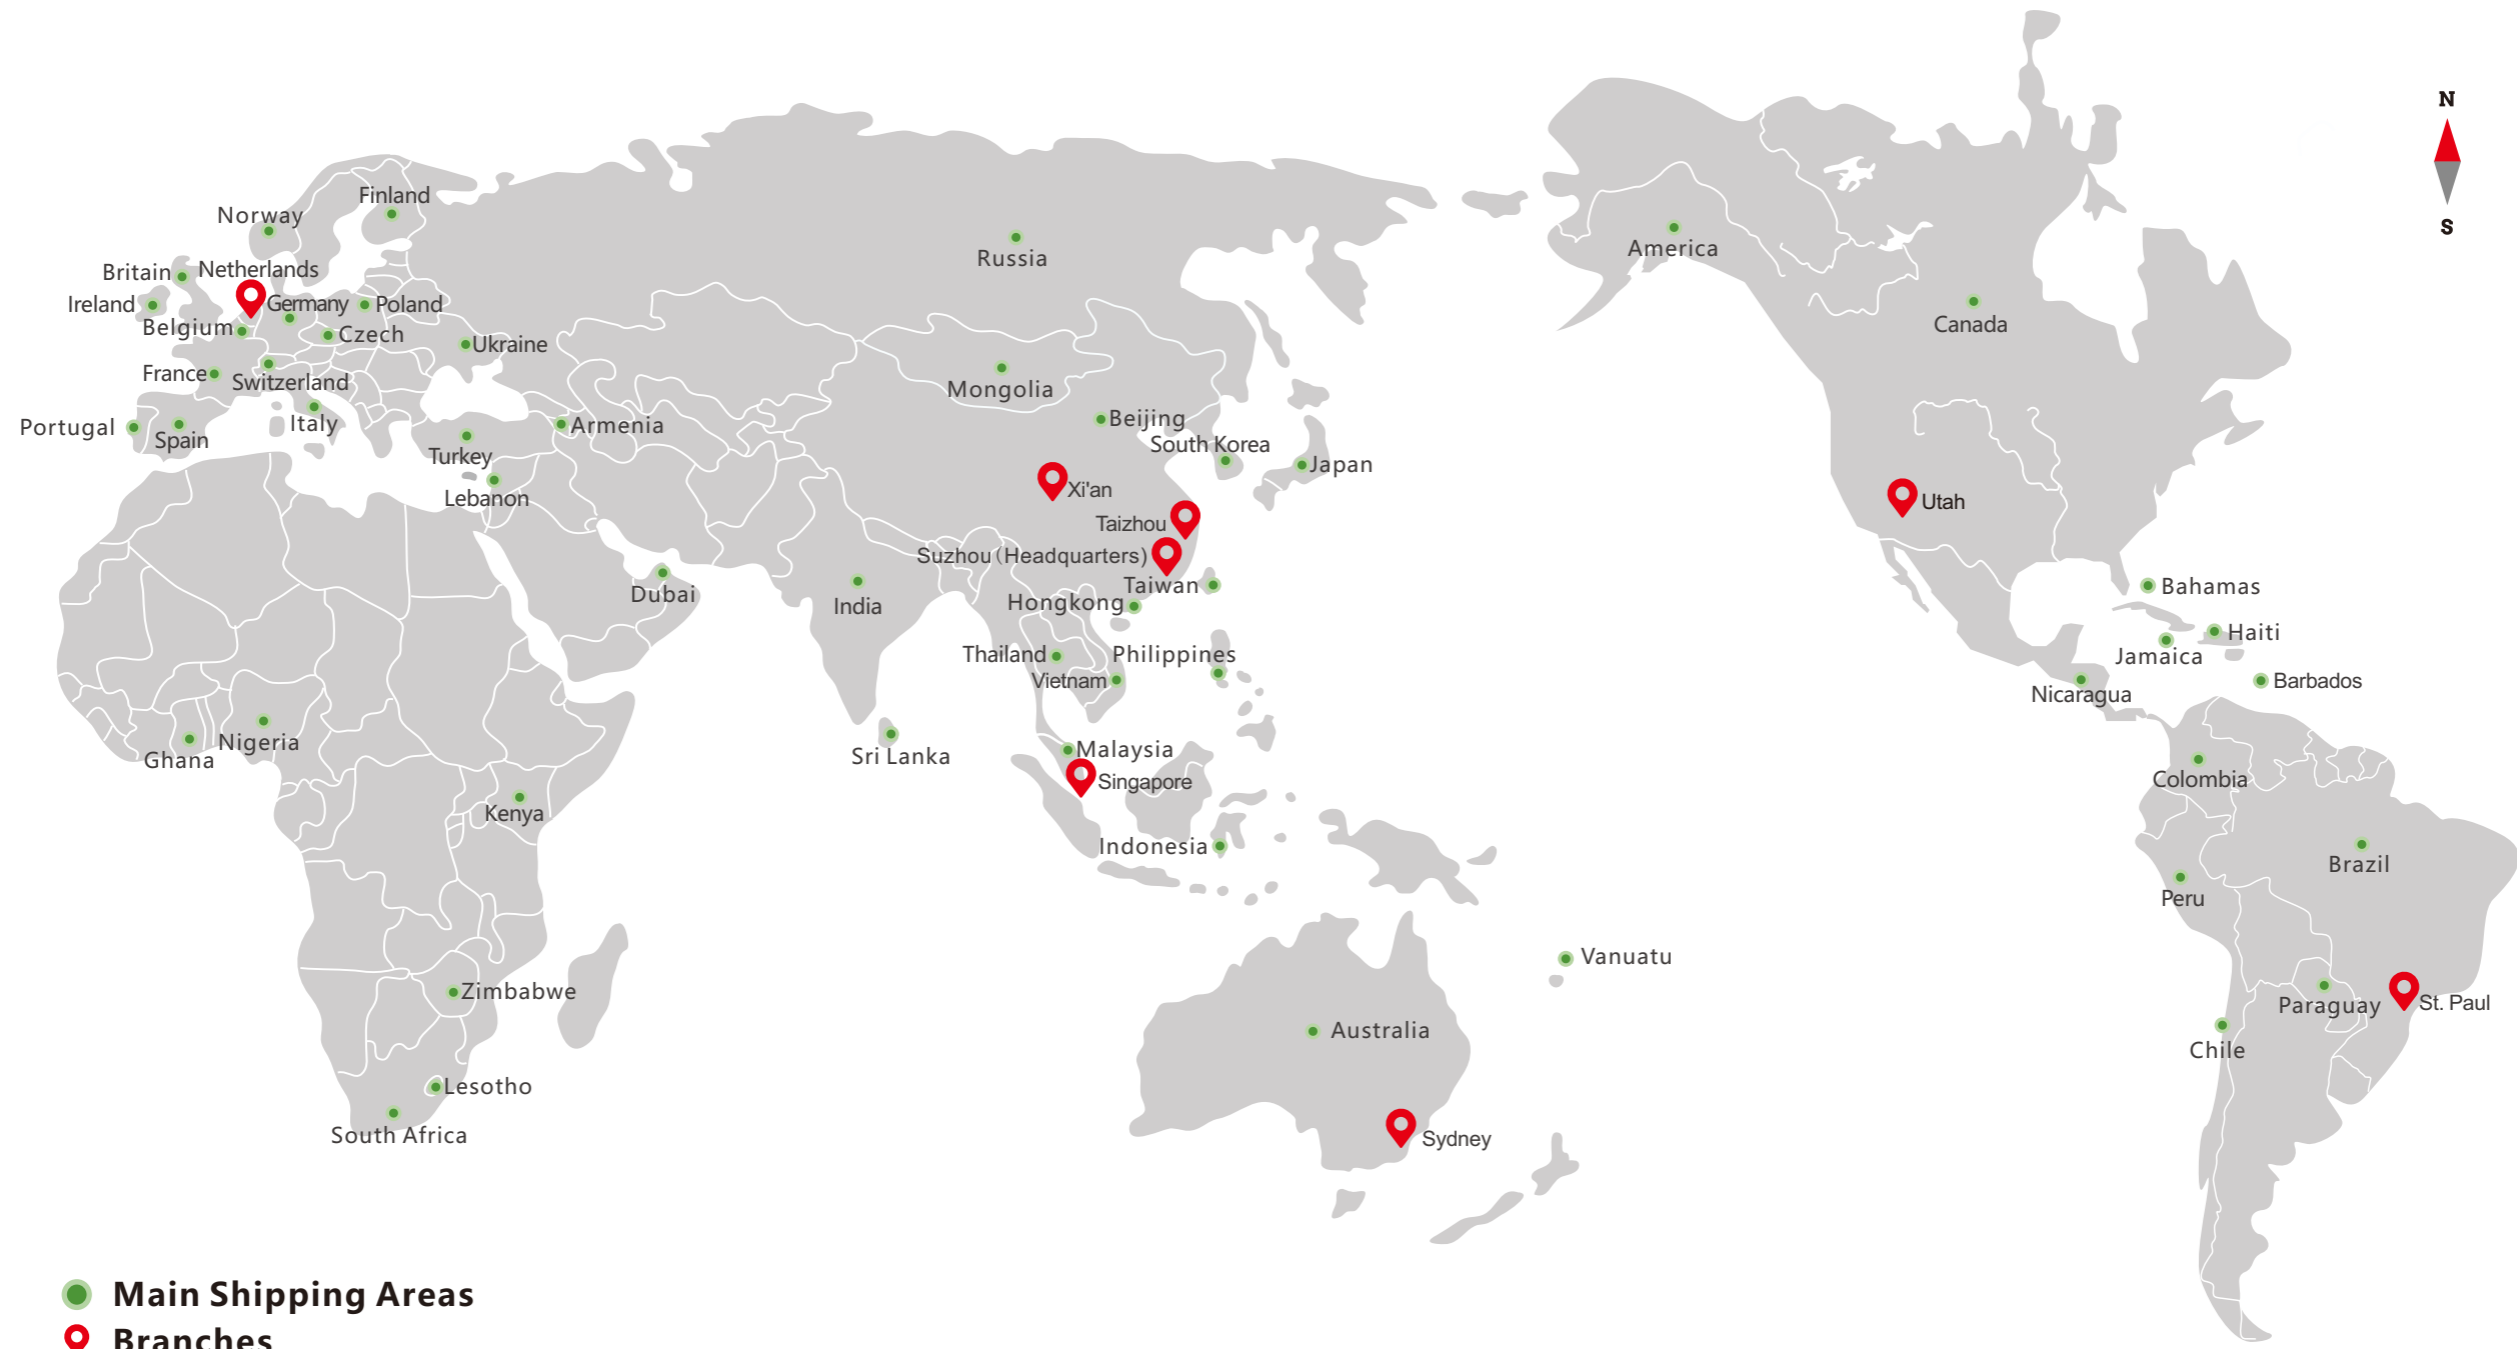 N
S
Finland
Norway
Britain
Netherlands
Ireland
Germany
Poland
Belgium
Czech
Ukraine
France
Switzerland
Portugal
Spain
Italy
Turkey
Armenia
Lebanon
Russia
Mongolia
Beijing
South Korea
Japan
Xi'an
Taizhou
Suzhou（Headquarters）
Taiwan
Hongkong
Dubai
India
Thailand
Philippines
Vietnam
Sri Lanka
Malaysia
Singapore
Indonesia
Ghana
Nigeria
Kenya
Zimbabwe
Lesotho
South Africa
Australia
Sydney
Vanuatu
America
Canada
Utah
Bahamas
Haiti
Jamaica
Barbados
Nicaragua
Colombia
Brazil
Peru
Paraguay
St. Paul
Chile
Main Shipping Areas
Branches